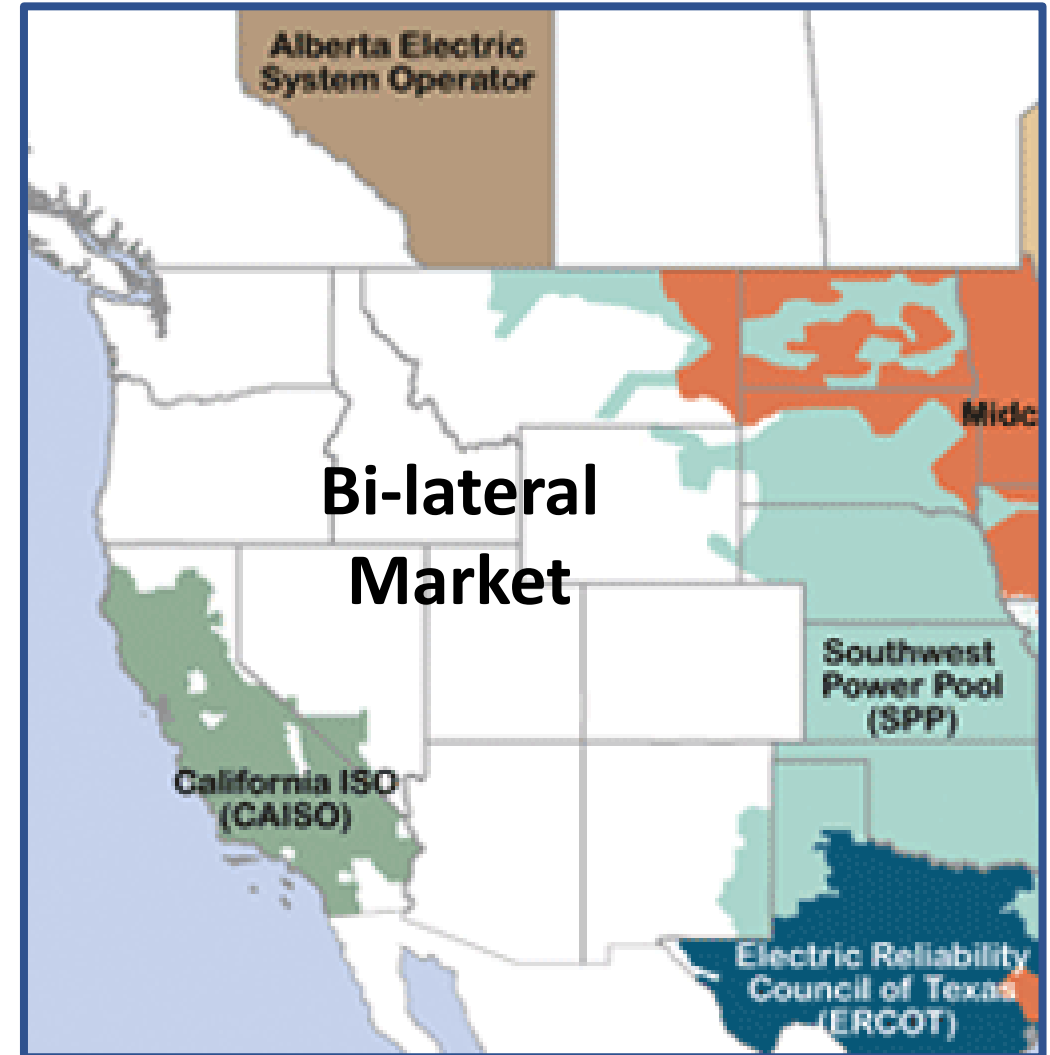 Alberta Electric
System Operator
Midc
Bi-lateral
Market
Southwest
Power Pool
(SPP)
California ISO
(CAISO)
Electric Reliability
Council of Texas
(ERCOT)